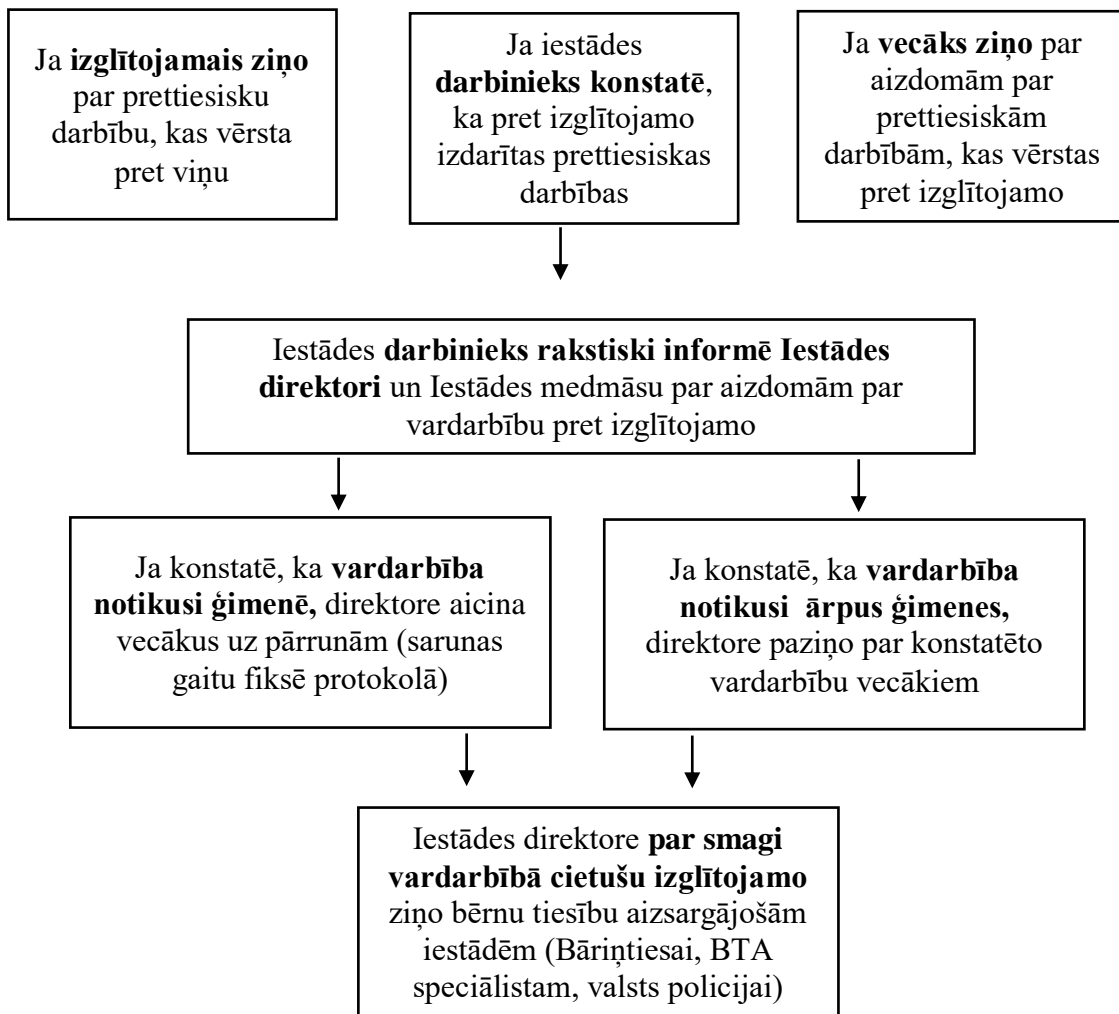 Ja izglītojamais ziņo
par prettiesisku
darbību, kas vērsta
pret viņu
Ja iestādes
darbinieks konstatē,
ka pret izglītojamo
izdarītas prettiesiskas
darbības
Ja vecāks ziņo par
aizdomām par
prettiesiskām
darbībām, kas vērstas
pret izglītojamo
Iestādes darbinieks rakstiski informē Iestādes
direktori un Iestādes medmāsu par aizdomām par
vardarbību pret izglītojamo
Ja konstatē, ka vardarbība
notikusi ģimenē, direktore aicina
vecākus uz pārrunām (sarunas
gaitu fiksē protokolā)
Ja konstatē, ka vardarbība
notikusi ārpus ģimenes,
direktore paziņo par konstatēto
vardarbību vecākiem
Iestādes direktore par smagi
vardarbībā cietušu izglītojamo
ziņo bērnu tiesību aizsargājošām
iestādēm (Bāriņtiesai, BTA
speciālistam, valsts policijai)